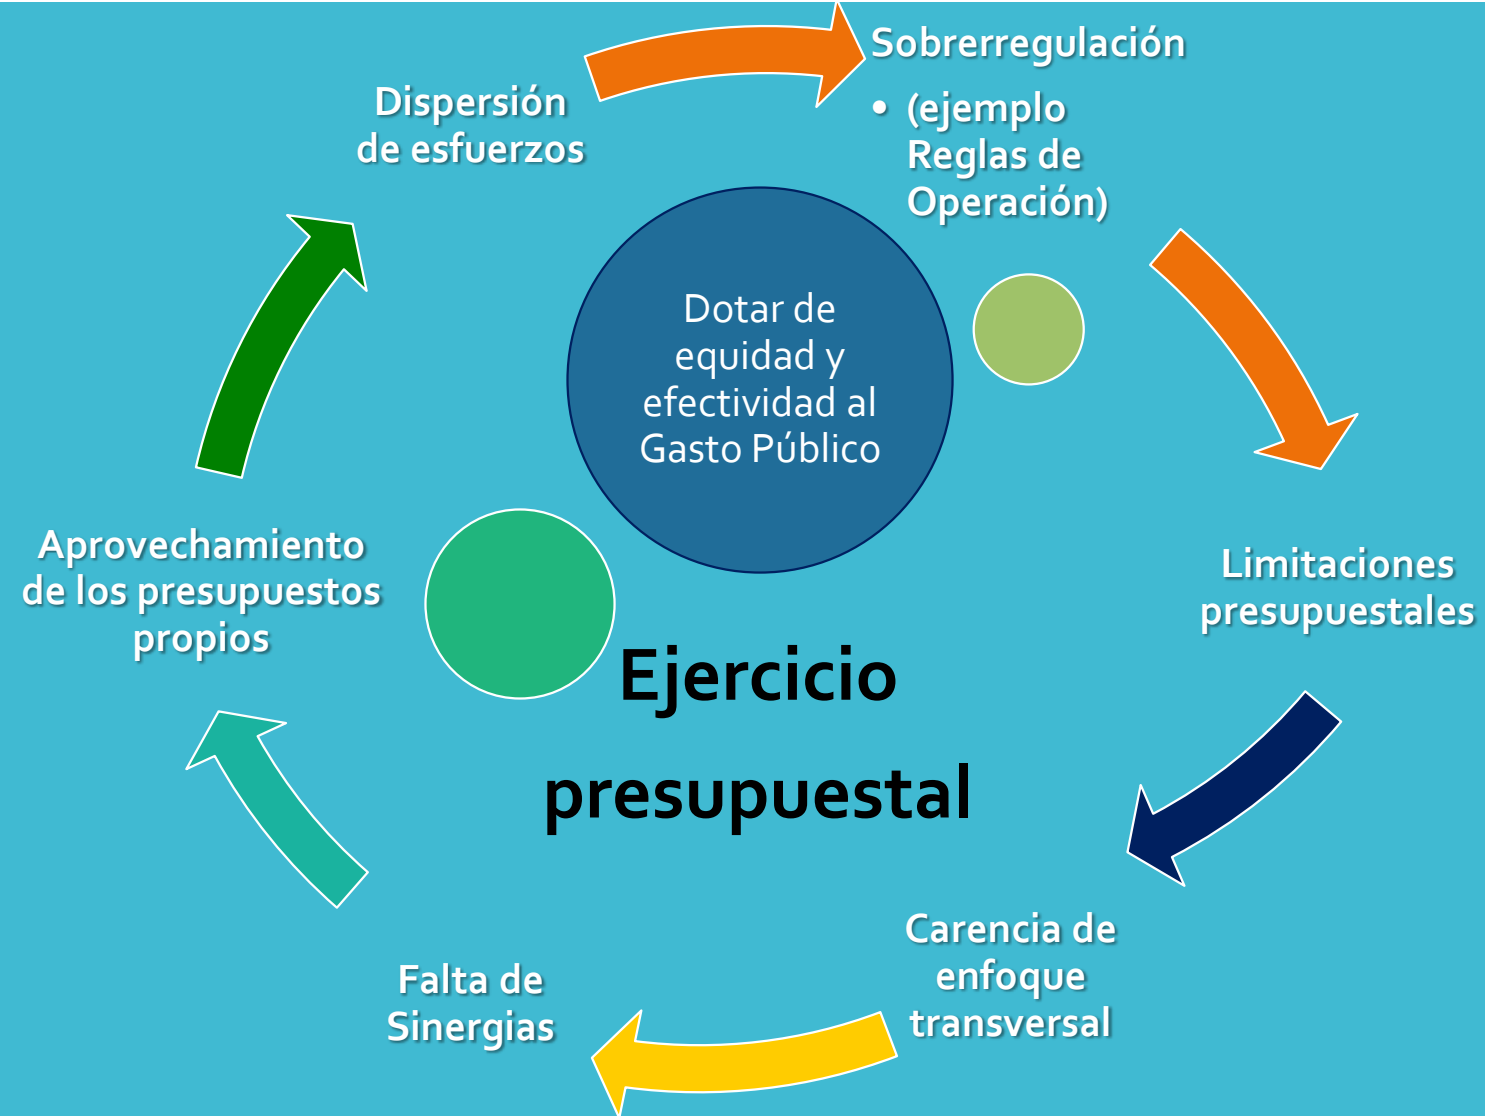 Sobrerregulación
• (ejemplo
Reglas de
Operación)
Dispersión
de esfuerzos
Dotar de
equidad y
efectividad al
Gasto Público
Limitaciones
presupuestales
Aprovechamiento
de los presupuestos
propios
Ejercicio
presupuestal
Carencia de
enfoque
transversal
Falta de
Sinergias